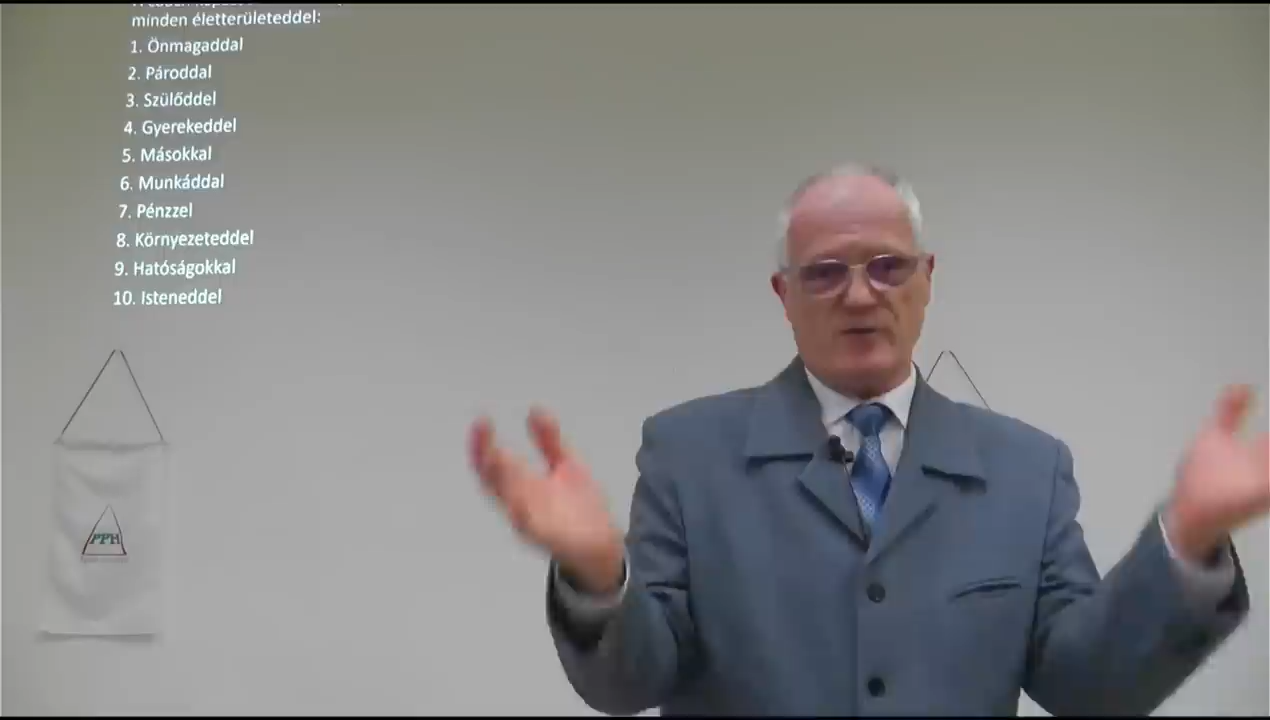 minden életterületeddel:
1. Önmagaddal
2. Pároddal
3. Szülőddel
4. Gyerekeddel
5. Másokkal
6. Munkáddal
7. Pénzzel
8. Környezeteddel
9. Hatóságokkal
10. Isteneddel
PPH